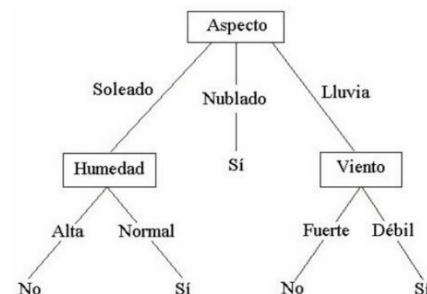 Aspecto
Soleado
Nublado
Lluvia
Humedad
Sí
Viento
Alta
Normal
Fuerte
Débil
No
Sí
No
Sí